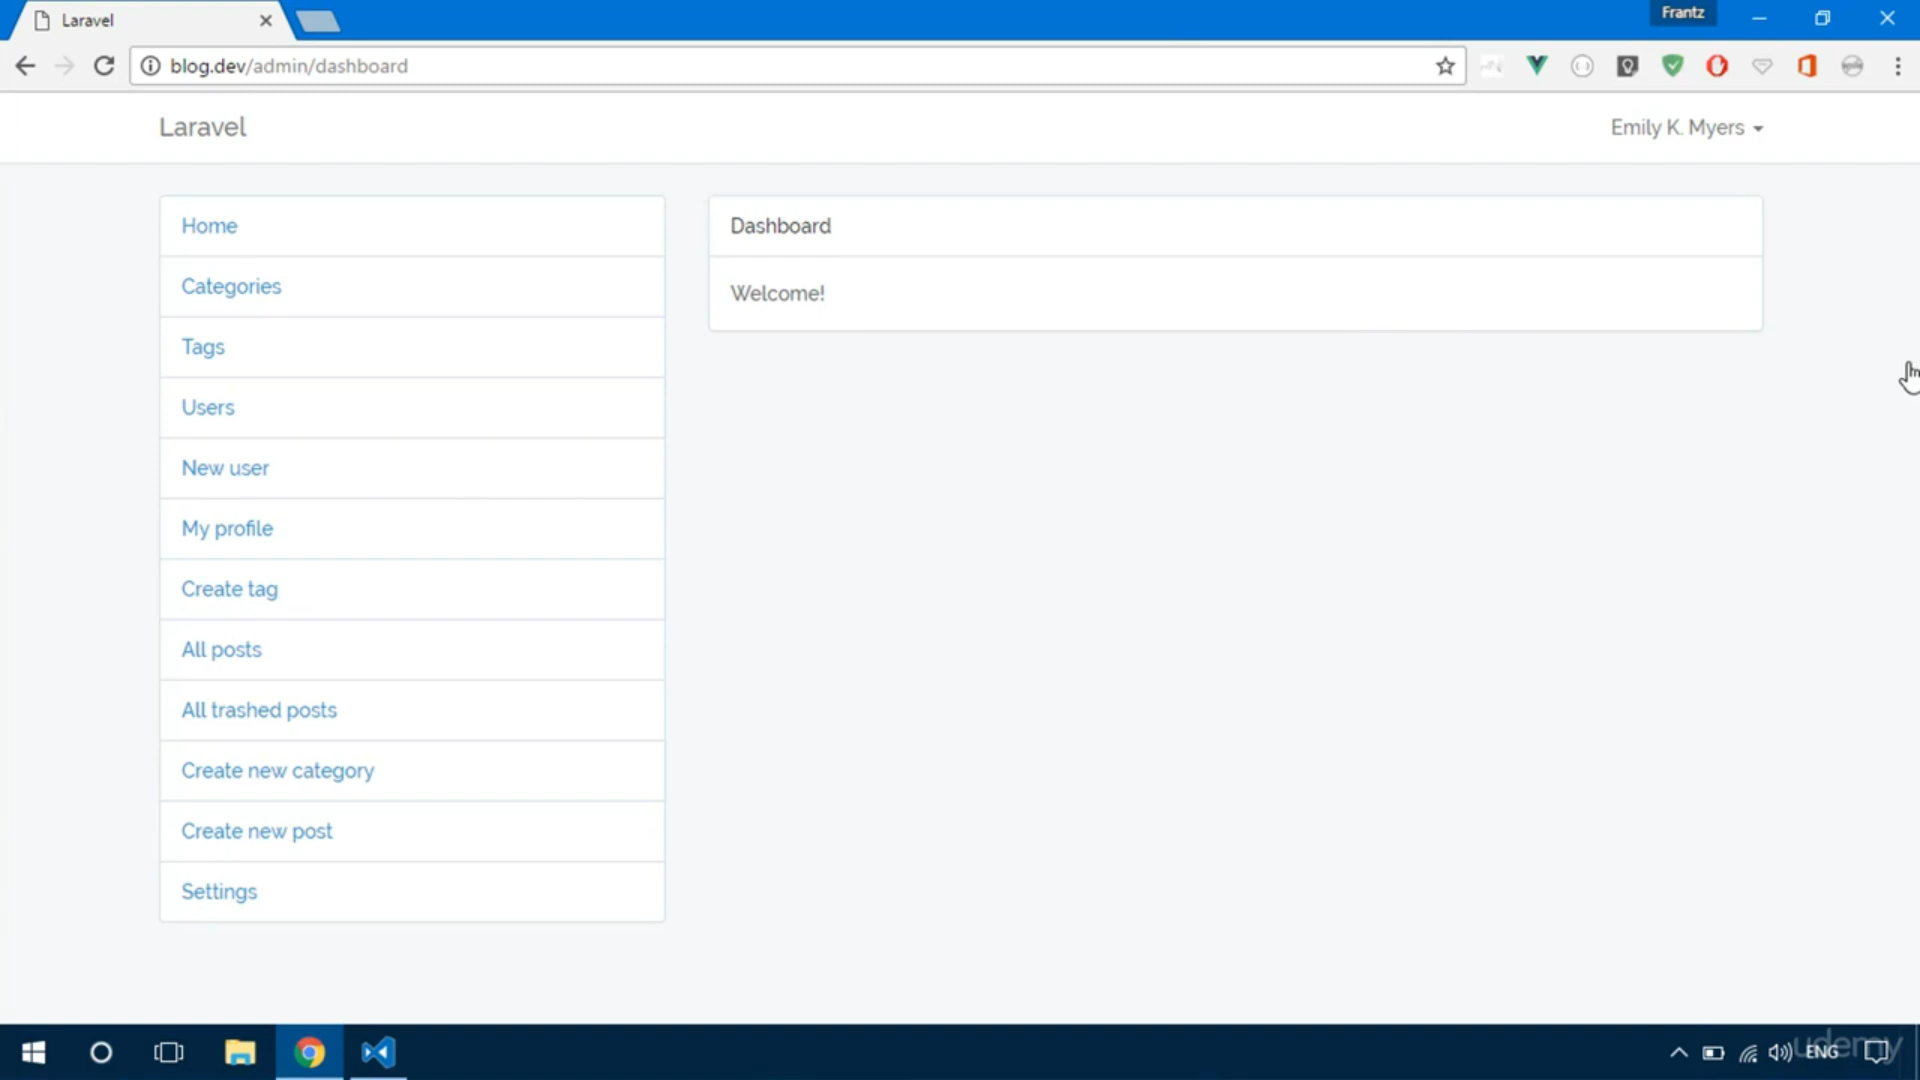 Laravel
Frantz
blog.dev/admin/dashboard
Laravel
Emily K. Myers
Home
Categories
Tags
Users
New user
My profile
Create tag
All posts
All trashed posts
Create new category
Create new post
Settings
Dashboard
Welcome!
ENG
udemy